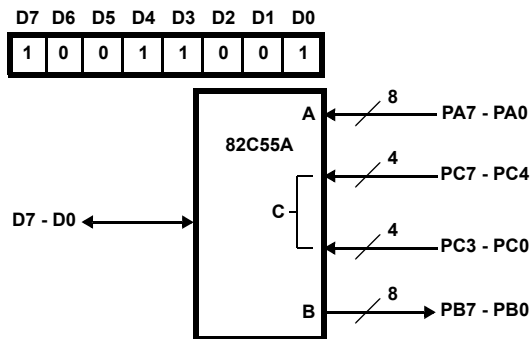 D7 D6 D5 D4 D3 D2 D1 D0
1 0 0 1 1 0 0 1
A 8 PA7 - PA0
82C55A
4 PC7 - PC4
C
D7 - D0
4 PC3 - PC0
B 8 PB7 - PB0